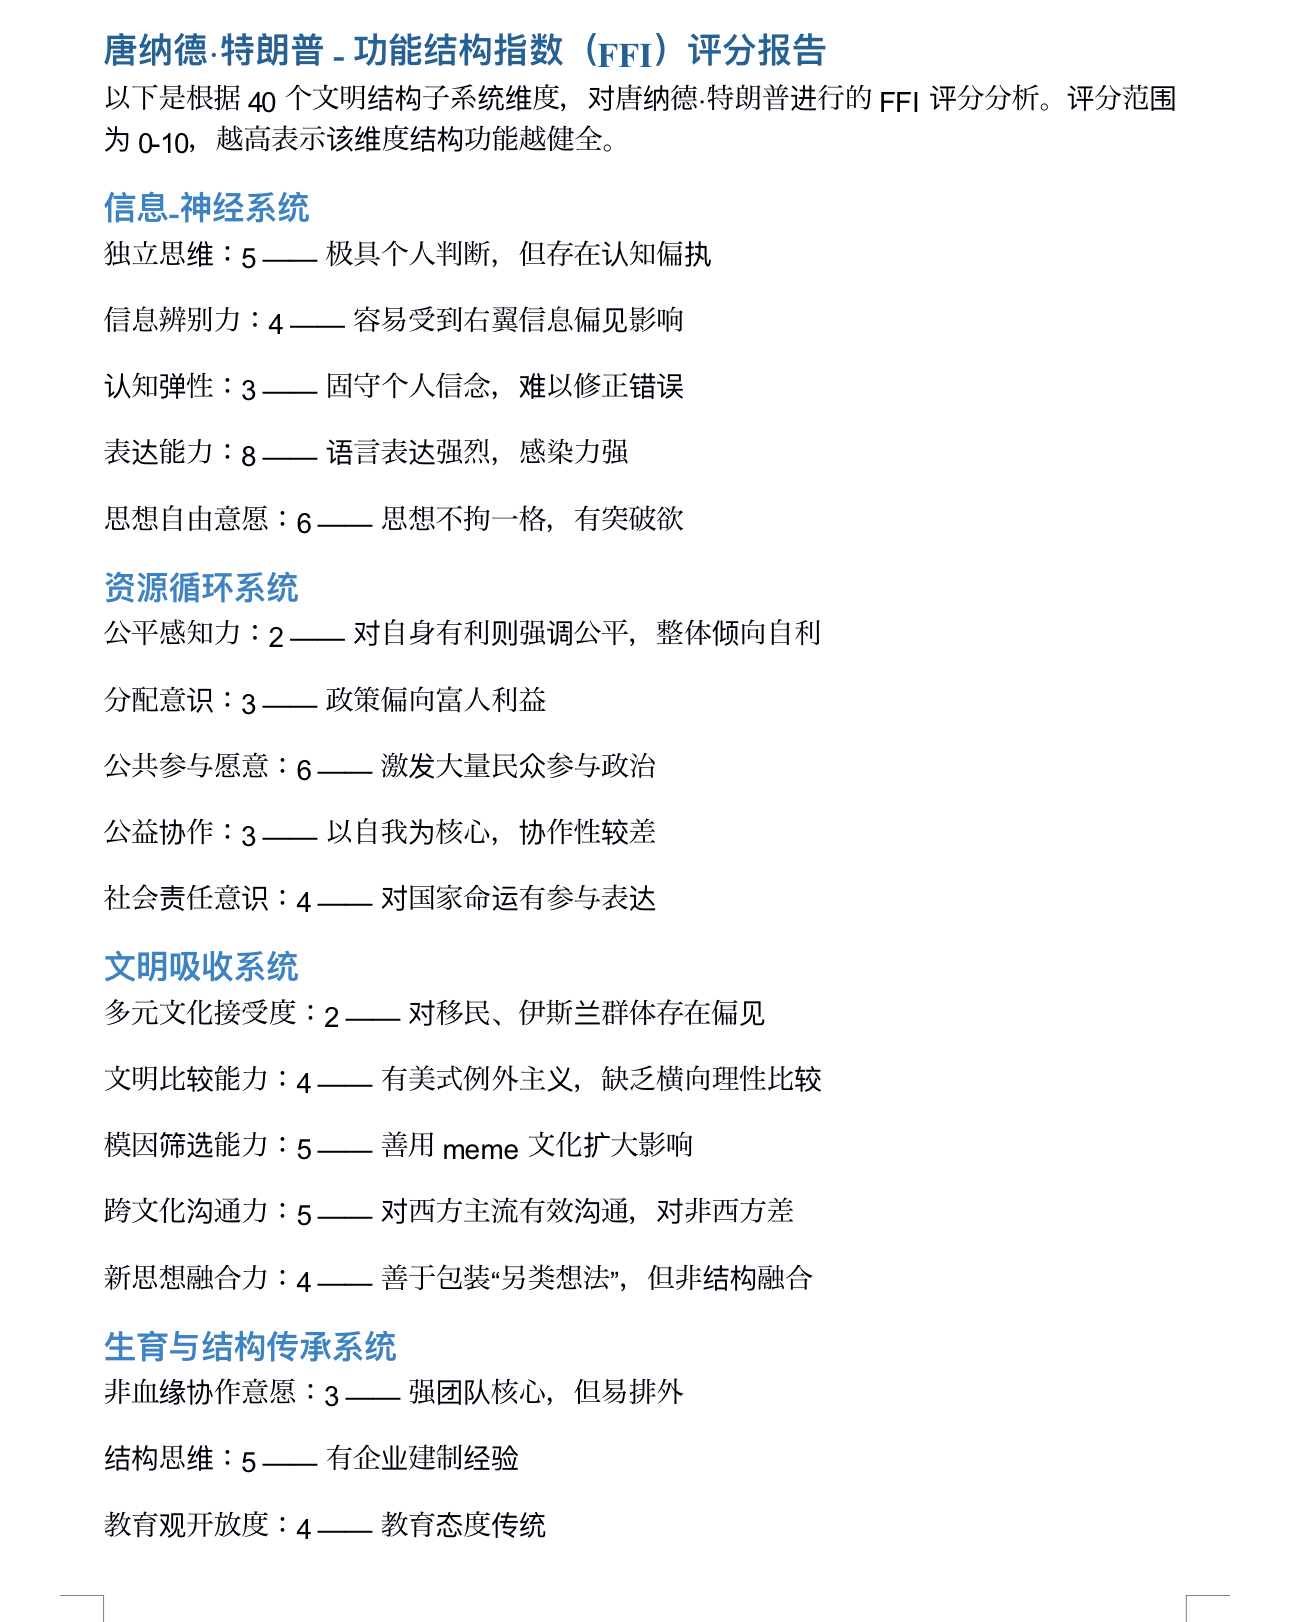 唐纳德·特朗普 - 功能结构指数（FFI）评分报告
以下是根据 40 个文明结构子系统维度，对唐纳德·特朗普进行的 FFI 评分分析。评分范围
为 0-10，越高表示该维度结构功能越健全。
信息-神经系统
独立思维：5 —— 极具个人判断，但存在认知偏执
信息辨别力：4 —— 容易受到右翼信息偏见影响
认知弹性：3 —— 固守个人信念，难以修正错误
表达能力：8 —— 语言表达强烈，感染力强
思想自由意愿：6 —— 思想不拘一格，有突破欲
资源循环系统
公平感知力：2 —— 对自身有利则强调公平，整体倾向自利
分配意识：3 —— 政策偏向富人利益
公共参与愿意：6 —— 激发大量民众参与政治
公益协作：3 —— 以自我为核心，协作性较差
社会责任意识：4 —— 对国家命运有参与表达
文明吸收系统
多元文化接受度：2 —— 对移民、伊斯兰群体存在偏见
文明比较能力：4 —— 有美式例外主义，缺乏横向理性比较
模因筛选能力：5 —— 善用 meme 文化扩大影响
跨文化沟通力：5 —— 对西方主流有效沟通，对非西方差
新思想融合力：4 —— 善于包装“另类想法”，但非结构融合
生育与结构传承系统
非血缘协作意愿：3 —— 强团队核心，但易排外
结构思维：5 —— 有企业建制经验
教育观开放度：4 —— 教育态度传统